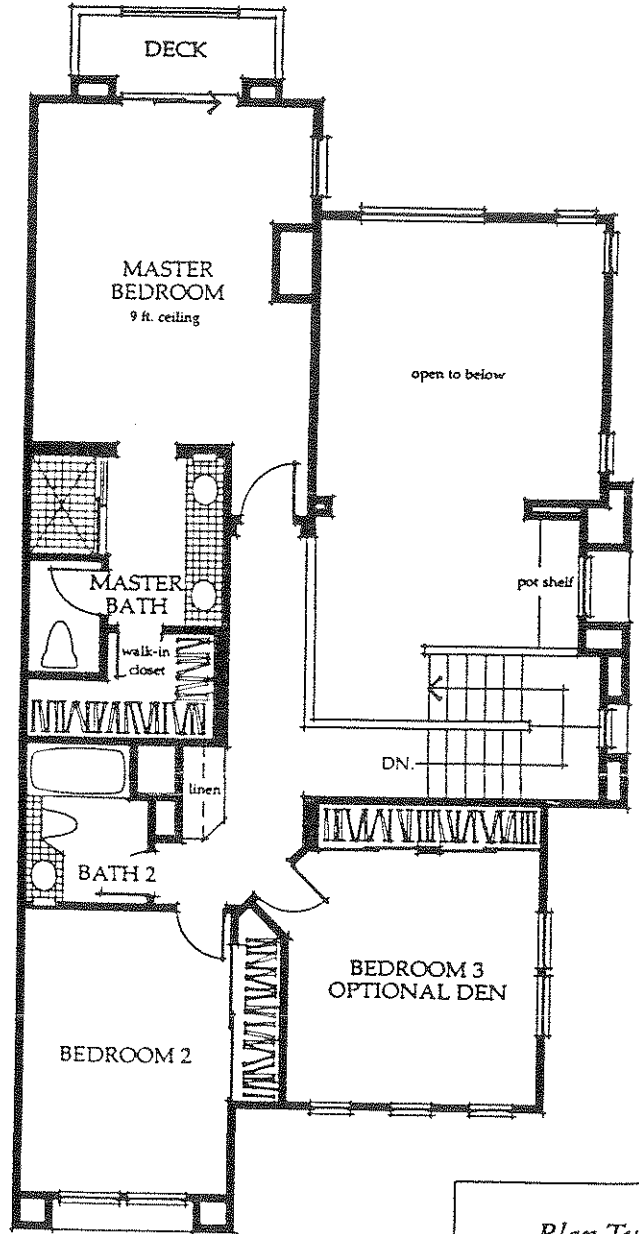 DECK
MASTER
BEDROOM
9 ft. ceiling
open to below
MASTER
BATH
pot shelf
walk-in
closet
DN.
linen
BATH 2
BEDROOM 3
OPTIONAL DEN
BEDROOM 2
Plan